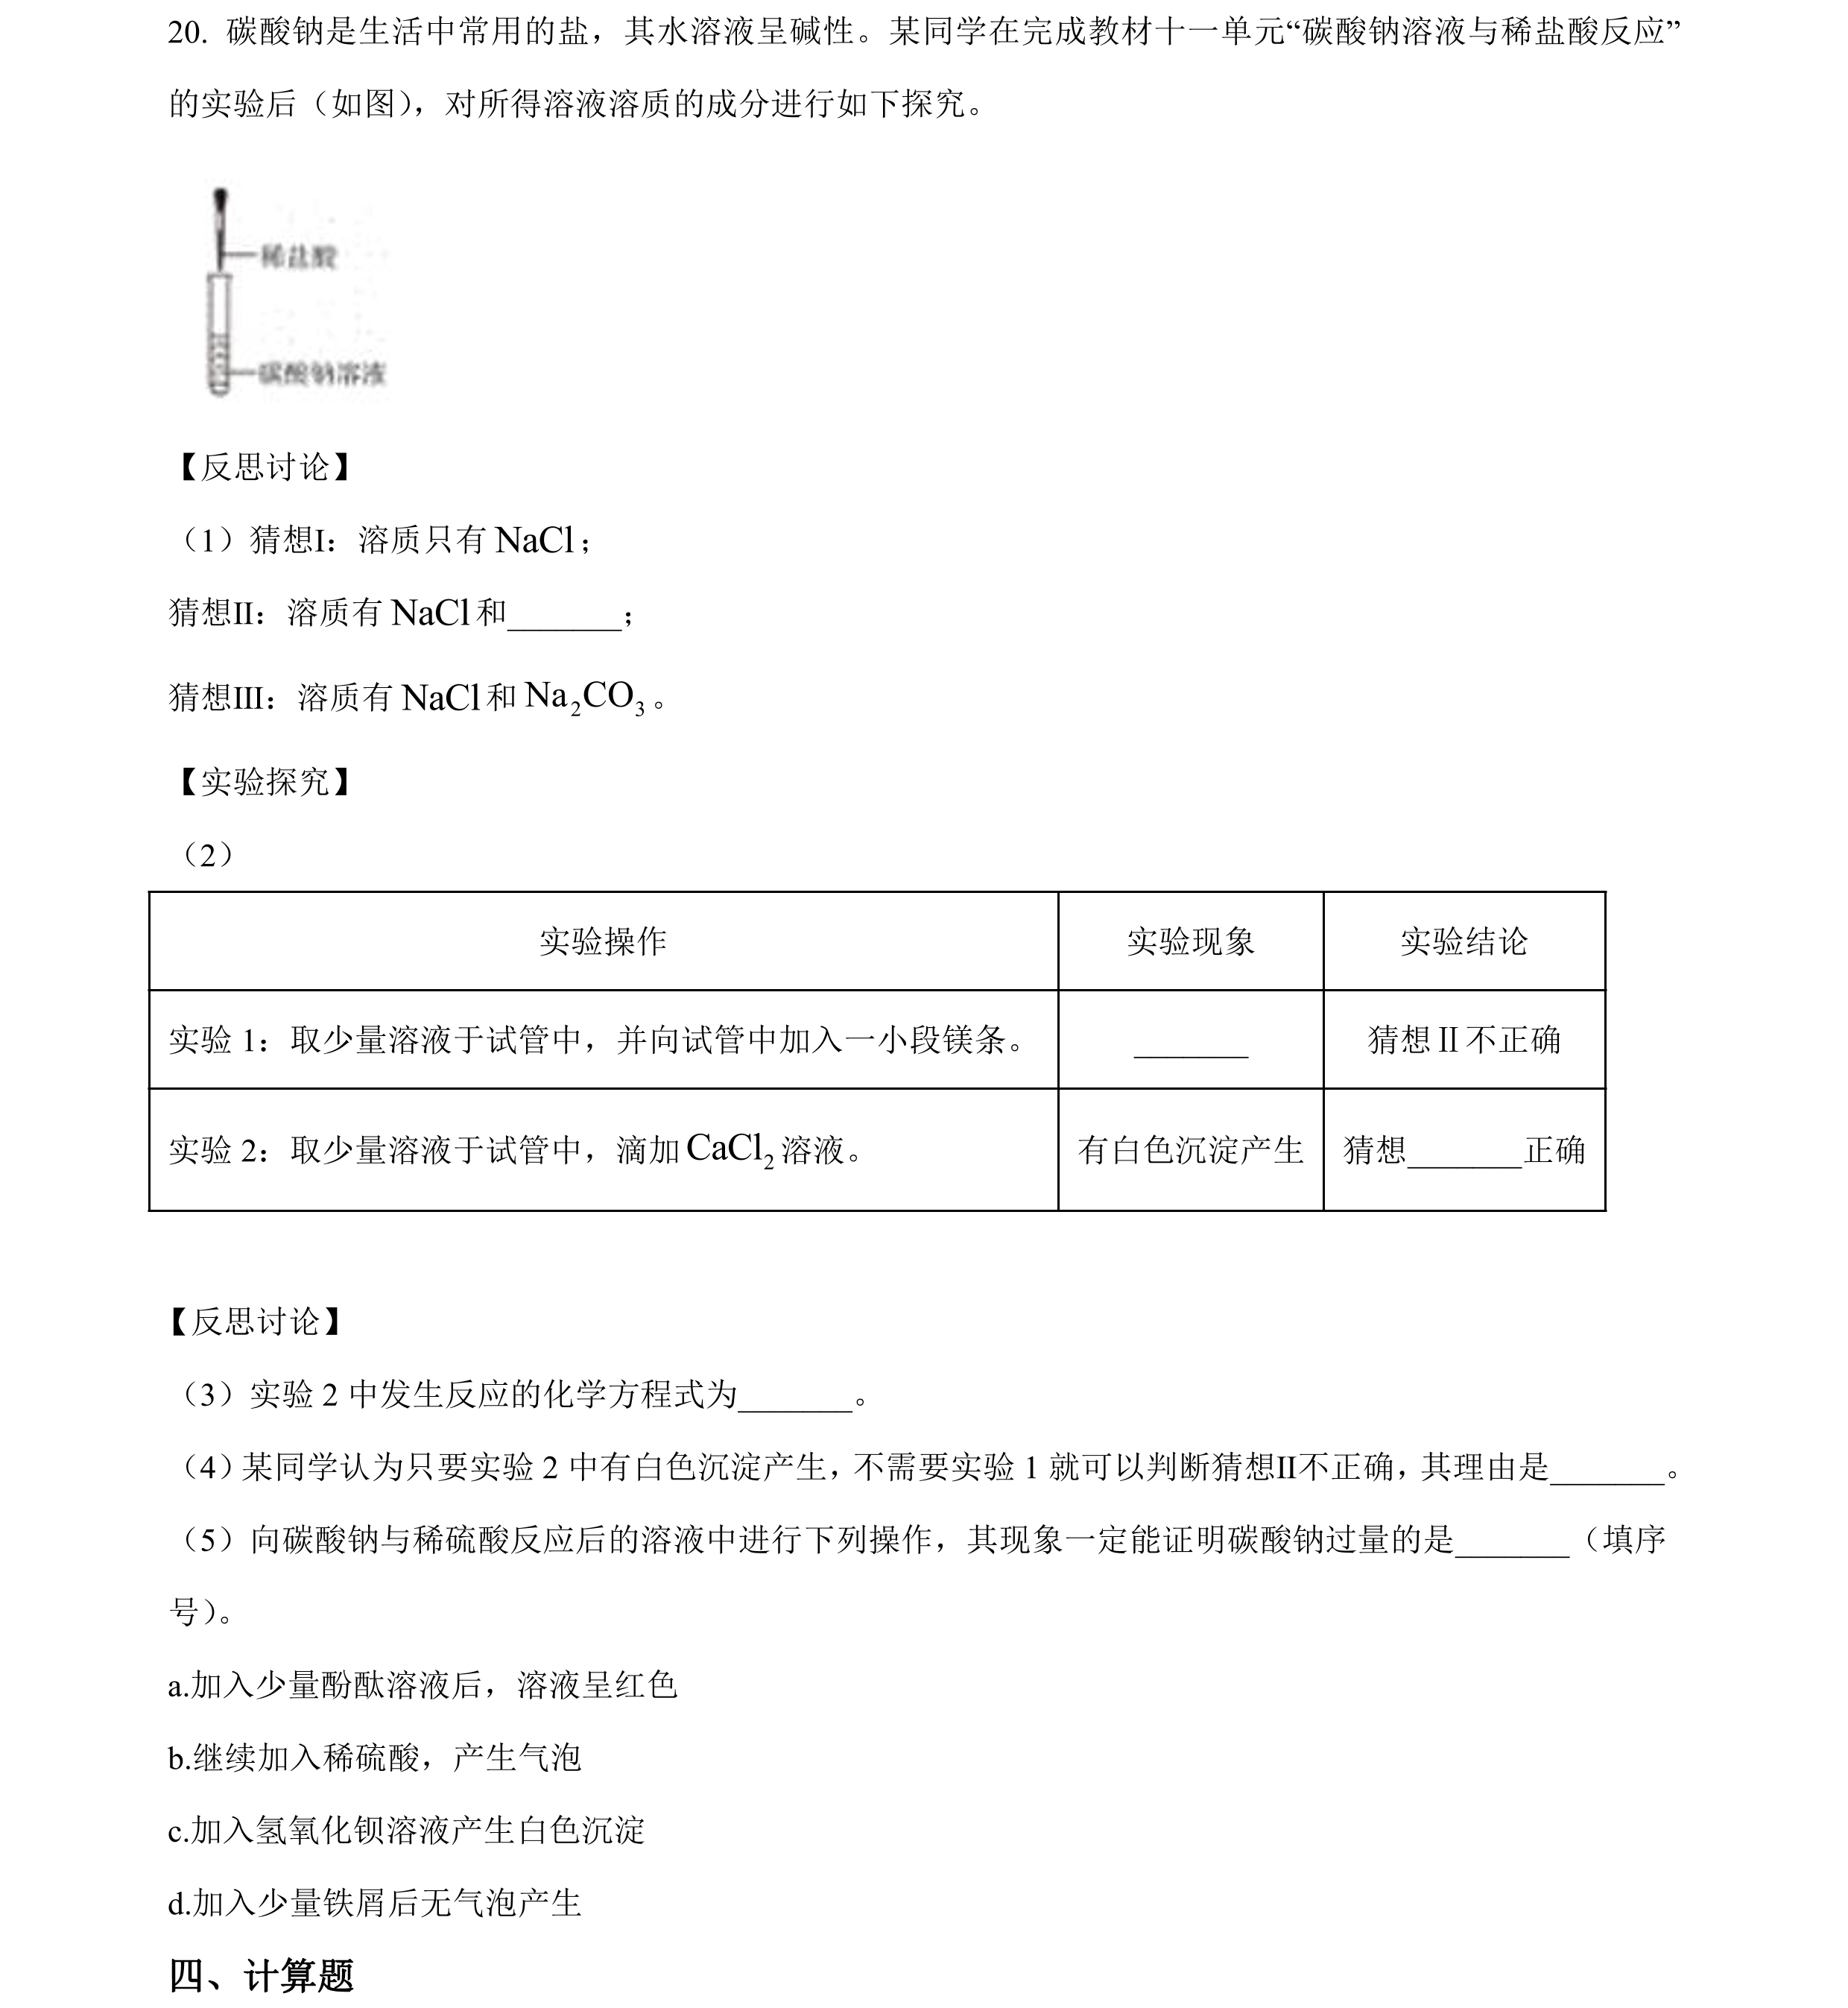 20. 碳酸钠是生活中常用的盐，其水溶液呈碱性。某同学在完成教材十一单元“碳酸钠溶液与稀盐酸反应”
的实验后（如图），对所得溶液溶质的成分进行如下探究。
稀盐酸
碳酸钠溶液
【反思讨论】
（1）猜想I：溶质只有 NaCl；
猜想II：溶质有 NaCl和_______；
猜想III：溶质有 NaCl和 Na₂CO₃。
【实验探究】
（2）
实验操作 实验现象 实验结论
实验 1：取少量溶液于试管中，并向试管中加入一小段镁条。 _______ 猜想 II 不正确
实验 2：取少量溶液于试管中，滴加 CaCl₂ 溶液。 有白色沉淀产生 猜想_______正确
【反思讨论】
（3）实验 2 中发生反应的化学方程式为_______。
（4）某同学认为只要实验 2 中有白色沉淀产生，不需要实验 1 就可以判断猜想II不正确，其理由是_______。
（5）向碳酸钠与稀硫酸反应后的溶液中进行下列操作，其现象一定能证明碳酸钠过量的是_______（填序
号）。
a.加入少量酚酞溶液后，溶液呈红色
b.继续加入稀硫酸，产生气泡
c.加入氢氧化钡溶液产生白色沉淀
d.加入少量铁屑后无气泡产生
四、计算题